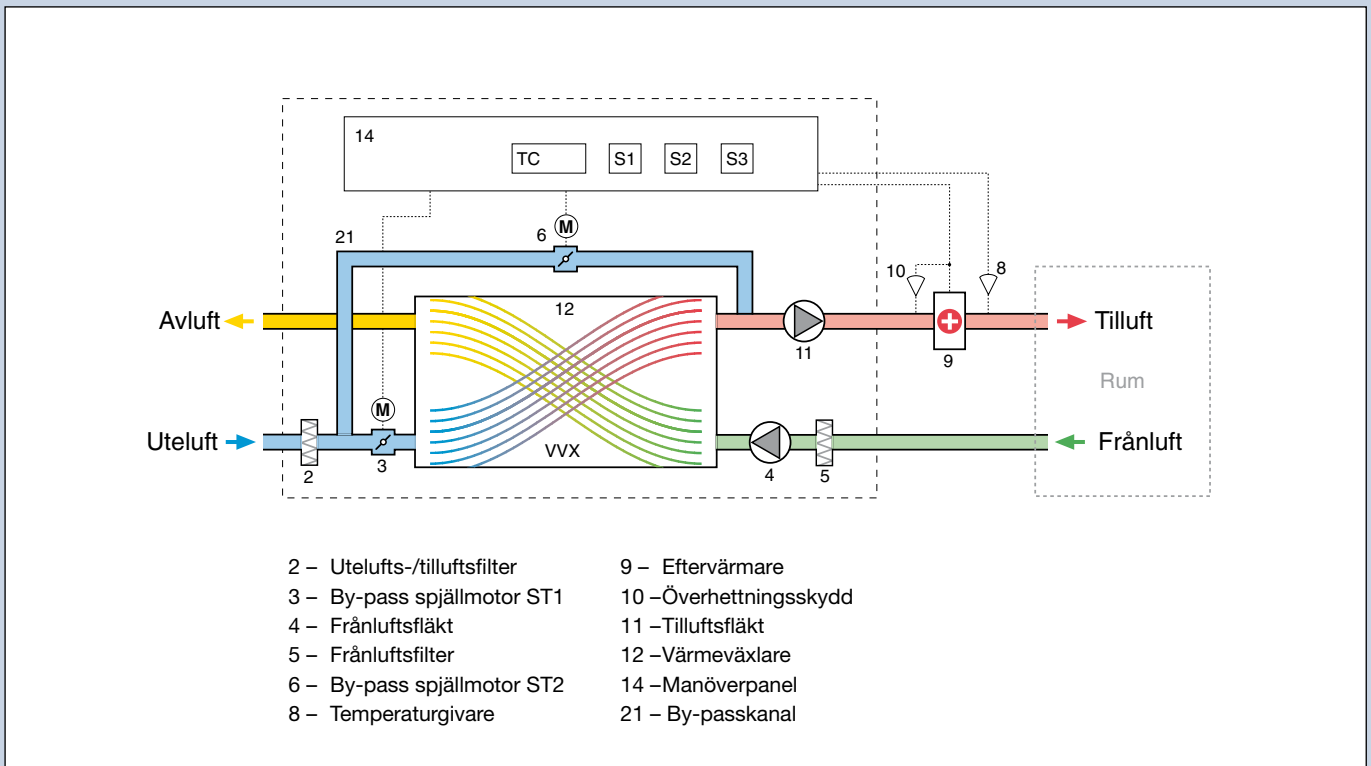 14
TC S1 S2 S3
M
6
21
10
8
12
Avluft
Tilluft
11
9
Rum
M
Uteluft
VVX
Frånluft
2
3
4
5
2 – Utelufts-/tilluftsfilter
3 – By-pass spjällmotor ST1
4 – Frånluftsfläkt
5 – Frånluftsfilter
6 – By-pass spjällmotor ST2
8 – Temperaturgivare
9 – Eftervärmare
10 –Överhettningsskydd
11 –Tilluftsfläkt
12 –Värmeväxlare
14 –Manöverpanel
21 – By-passkanal